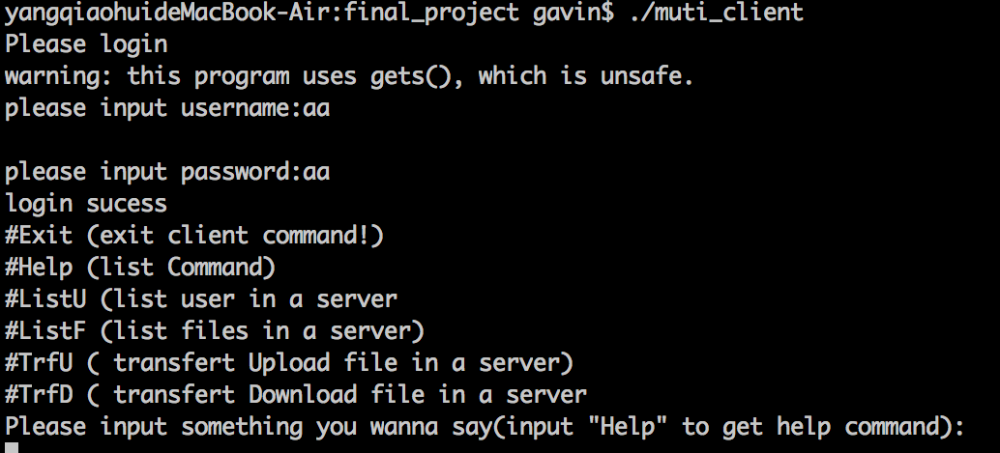 yangqiaohuideMacBook-Air:final_project gavin$ ./muti_client
Please login
warning: this program uses gets(), which is unsafe.
please input username:aa
please input password:aa
login sucess
#Exit (exit client command!)
#Help (list Command)
#ListU (list user in a server
#ListF (list files in a server)
#TrfU ( transfert Upload file in a server)
#TrfD ( transfert Download file in a server
Please input something you wanna say(input "Help" to get help command):